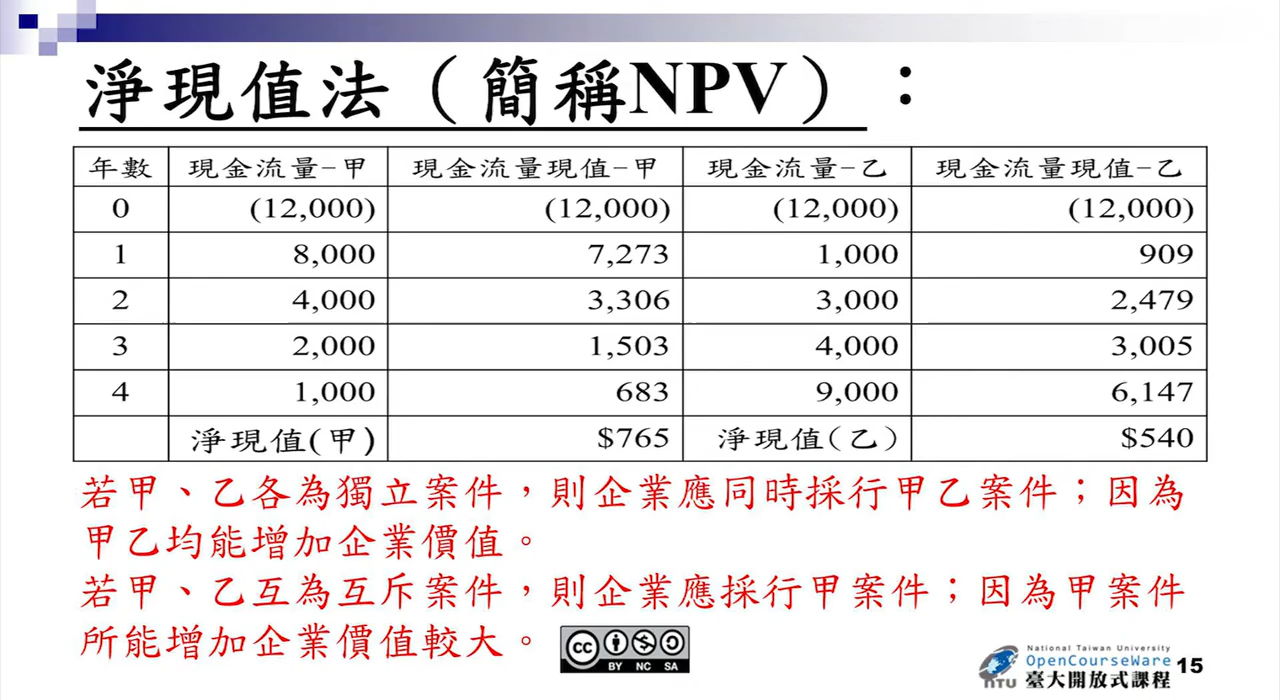 淨現值法（簡稱NPV）：
年數 現金流量-甲 現金流量現值-甲 現金流量-乙 現金流量現值-乙
0 (12,000) (12,000) (12,000) (12,000)
1 8,000 7,273 1,000 909
2 4,000 3,306 3,000 2,479
3 2,000 1,503 4,000 3,005
4 1,000 683 9,000 6,147
淨現值(甲) $765 淨現值(乙) $540
若甲、乙各為獨立案件，則企業應同時採行甲乙案件；因為
甲乙均能增加企業價值。
若甲、乙互為互斥案件，則企業應採行甲案件；因為甲案件
所能增加企業價值較大。
cc BY NC SA
National Taiwan University
OpenCourseWare
NTU 臺大開放式課程
15